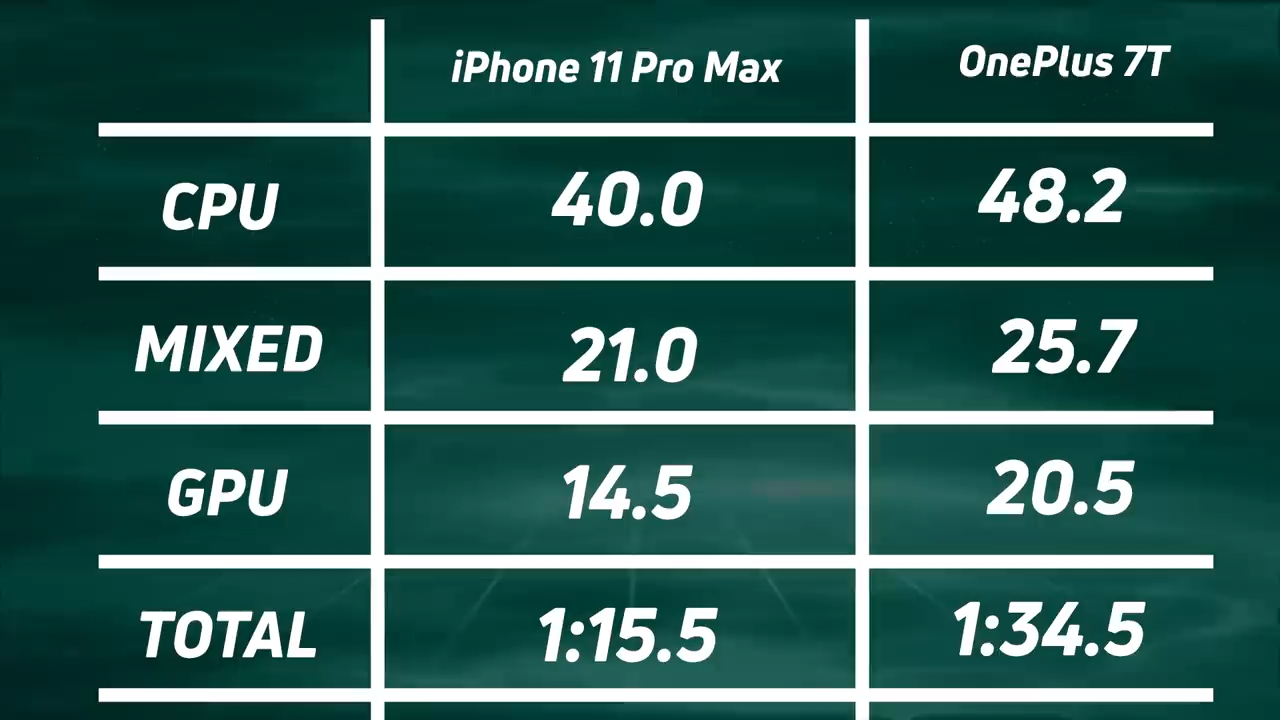 iPhone 11 Pro Max OnePlus 7T
CPU 40.0 48.2
MIXED 21.0 25.7
GPU 14.5 20.5
TOTAL 1:15.5 1:34.5